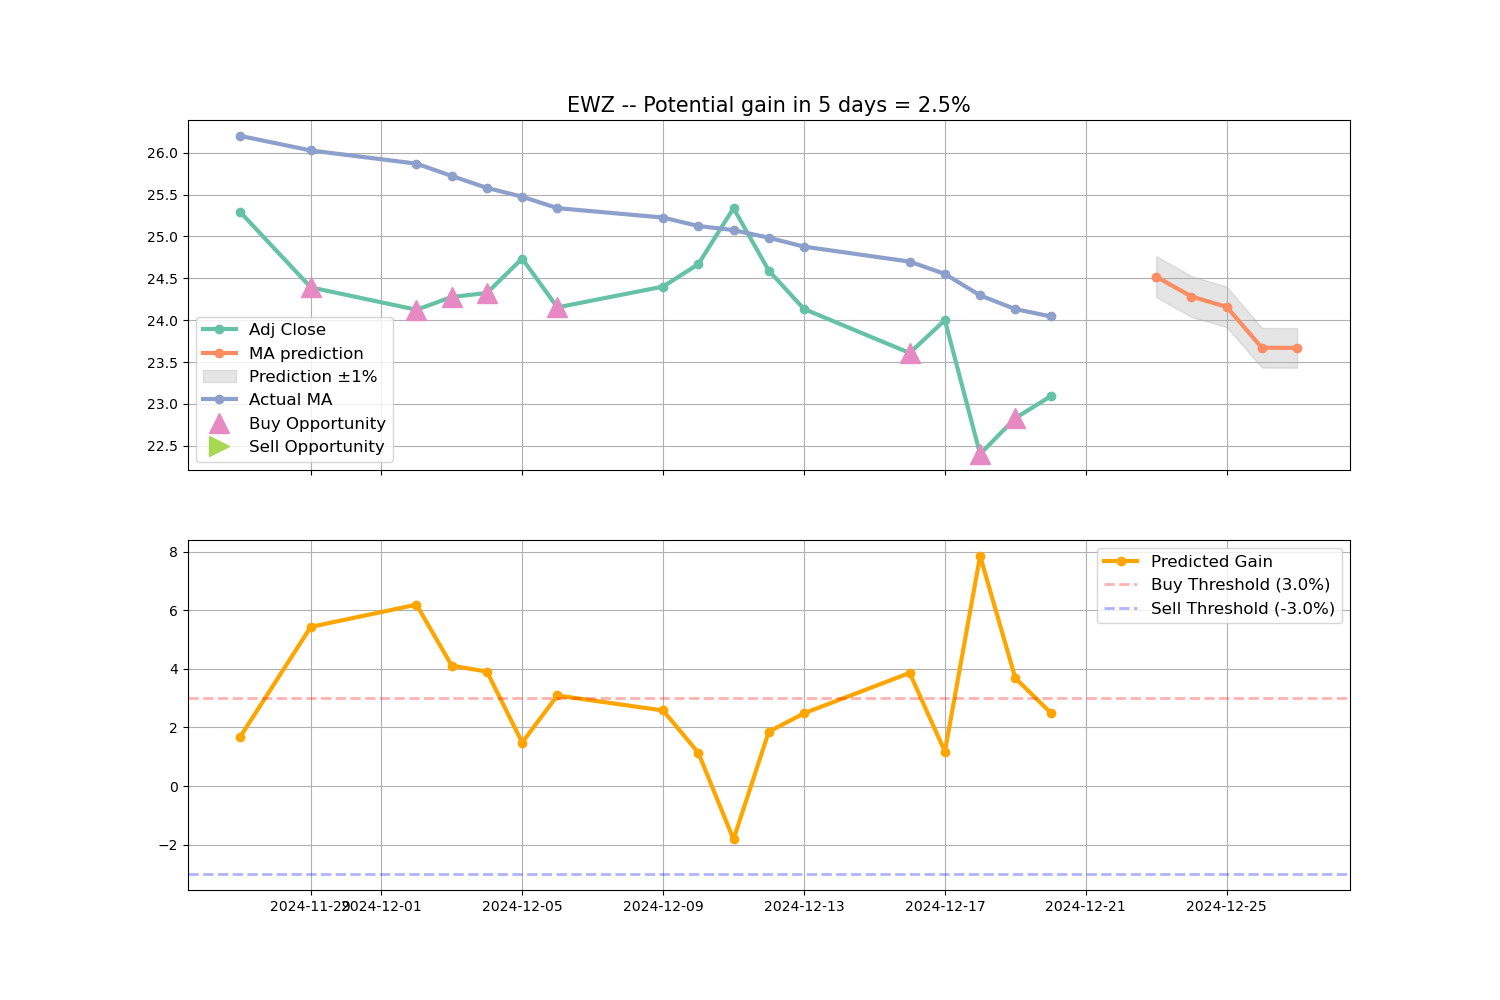 EWZ -- Potential gain in 5 days = 2.5%
26.0
25.5
25.0
24.5
24.0
23.5
23.0
22.5
Adj Close
MA prediction
Prediction ±1%
Actual MA
Buy Opportunity
Sell Opportunity
8
6
4
2
0
−2
Predicted Gain
Buy Threshold (3.0%)
Sell Threshold (-3.0%)
2024-11-29 2024-12-01 2024-12-05 2024-12-09 2024-12-13 2024-12-17 2024-12-21 2024-12-25